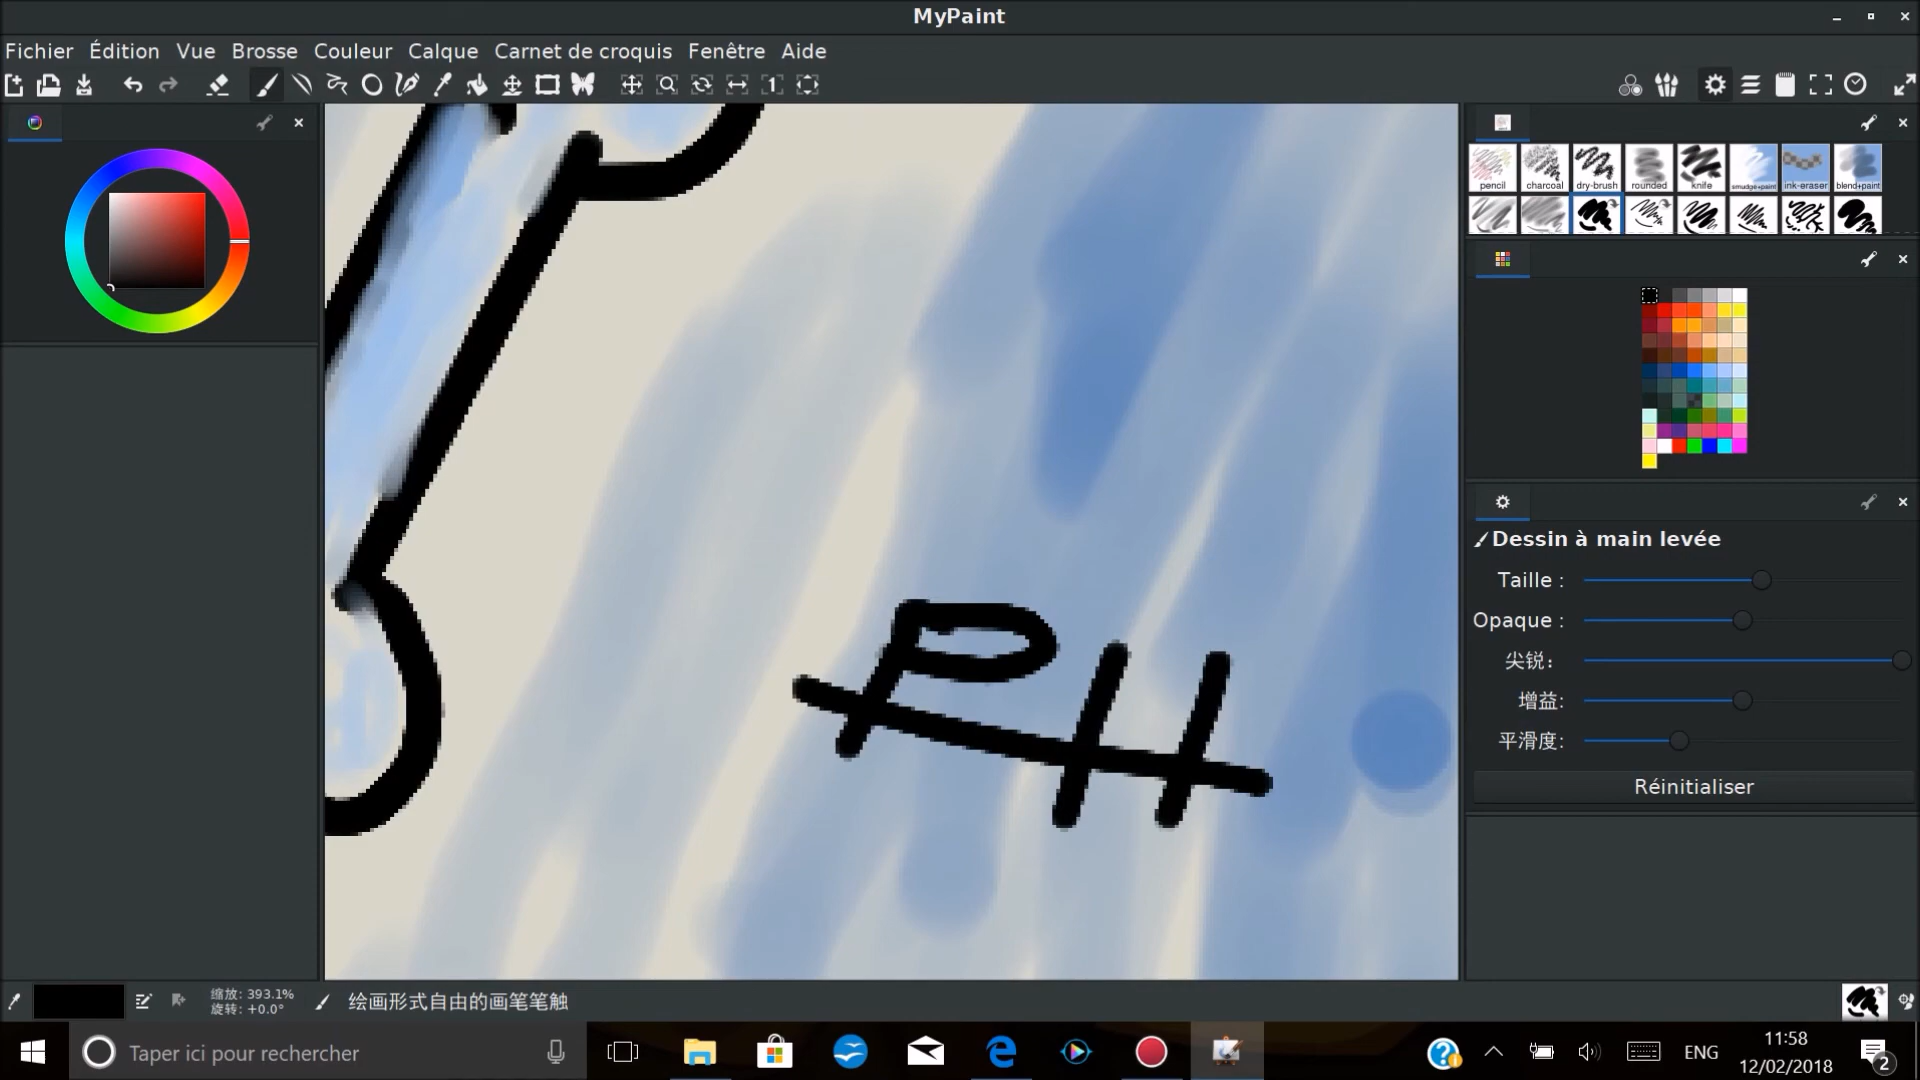 MyPaint
Fichier Édition Vue Brosse Couleur Calque Carnet de croquis Fenêtre Aide
pencil charcoal dry-brush rounded knife smudge+paint ink-eraser blend+paint
Dessin à main levée
Taille :
Opaque :
尖锐:
增益:
平滑度:
Réinitialiser
PH
缩放: 393.1%
旋转: +0.0°
绘画形式自由的画笔笔触
Taper ici pour rechercher
ENG
11:58
12/02/2018
2